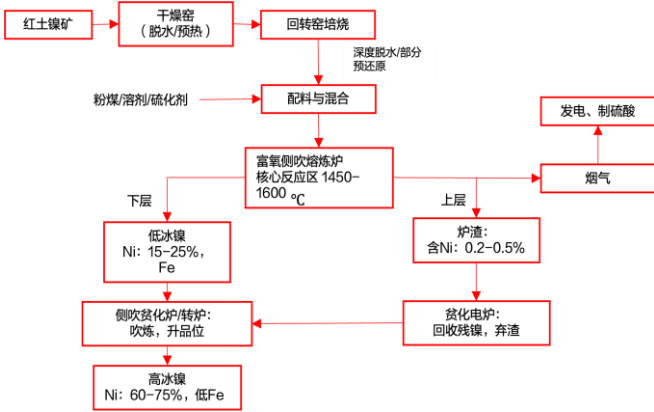 红土镍矿
干燥窑
（脱水/预热）
回转窑培烧
深度脱水/部分
预还原
粉煤/溶剂/硫化剂
配料与混合
发电、制硫酸
富氧侧吹熔炼炉
核心反应区 1450-
1600 ℃
烟气
下层
上层
低冰镍
Ni：15-25%，
Fe
炉渣：
含Ni：0.2-0.5%
侧吹贫化炉/转炉：
吹炼，升品位
贫化电炉：
回收残镍，弃渣
高冰镍
Ni：60-75%，低Fe